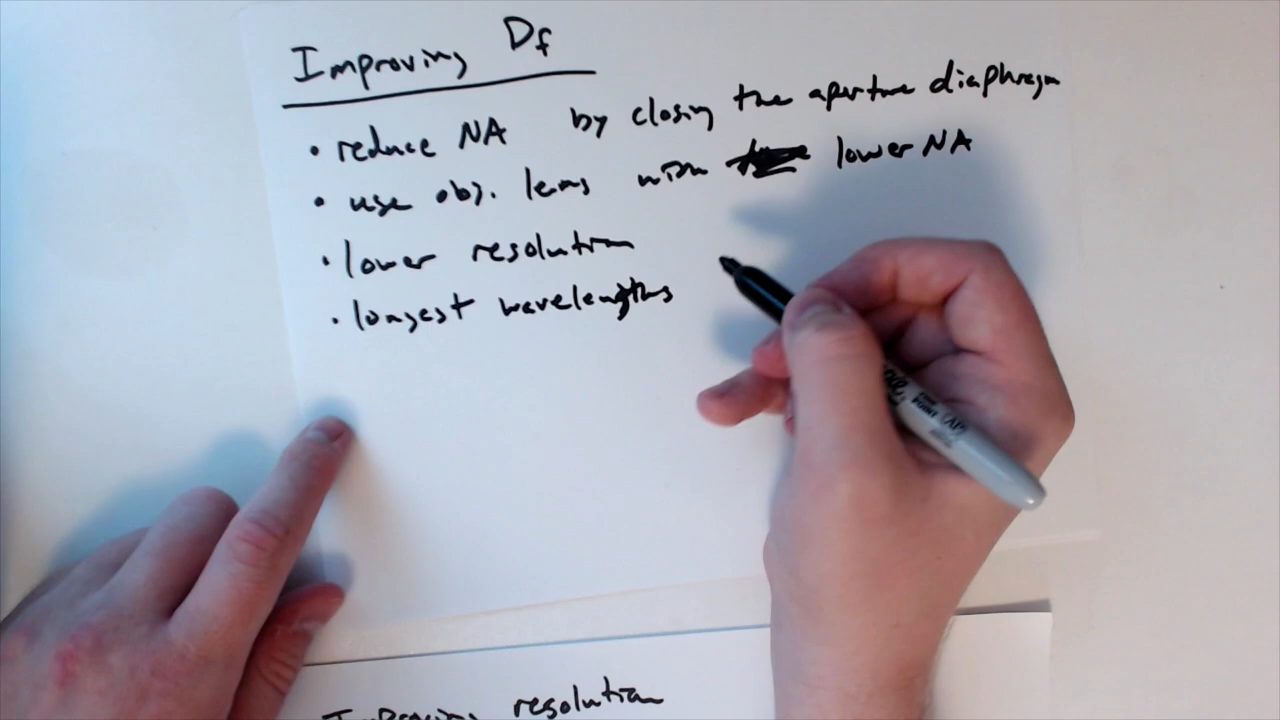 Improving Df
• reduce NA by closing the aperture diaphragm
• use obj. lens with lower NA
• lower resolution
• longest wavelengths
Improving resolution